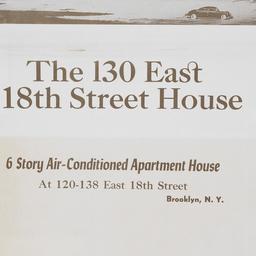 The 130 East
18th Street House
6 Story Air-Conditioned Apartment House
At 120-138 East 18th Street
Brooklyn, N. Y.